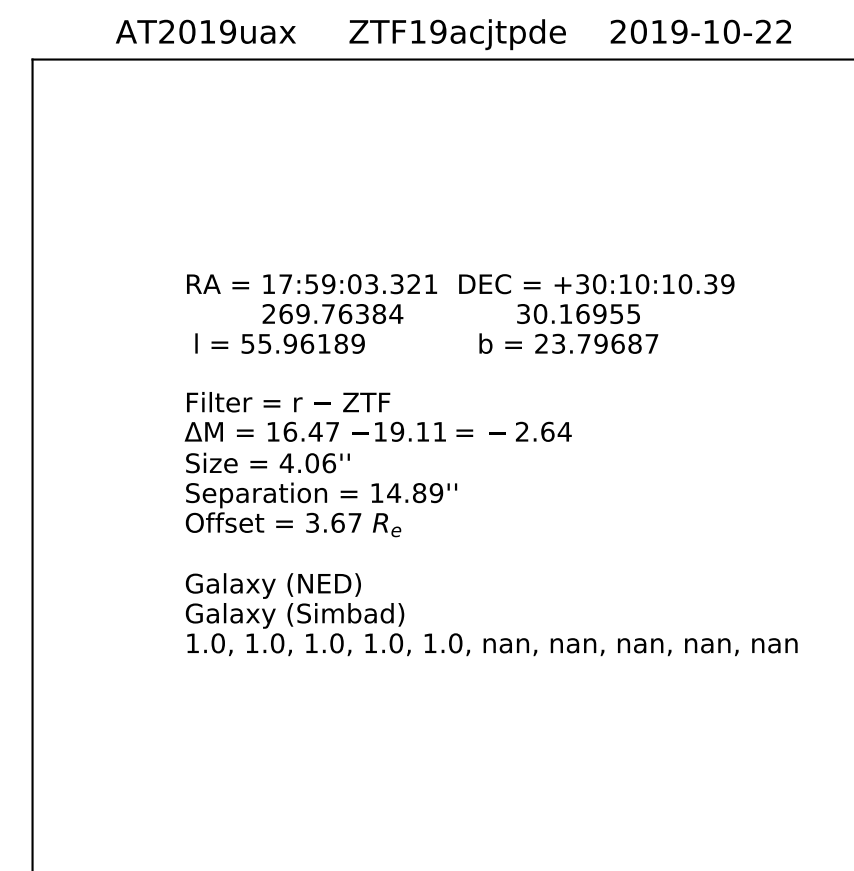 AT2019uax ZTF19acjtpde 2019-10-22
RA = 17:59:03.321 DEC = +30:10:10.39
269.76384 30.16955
l = 55.96189 b = 23.79687
Filter = r − ZTF
ΔM = 16.47 −19.11 = − 2.64
Size = 4.06''
Separation = 14.89''
Offset = 3.67 Rₑ
Galaxy (NED)
Galaxy (Simbad)
1.0, 1.0, 1.0, 1.0, 1.0, nan, nan, nan, nan, nan